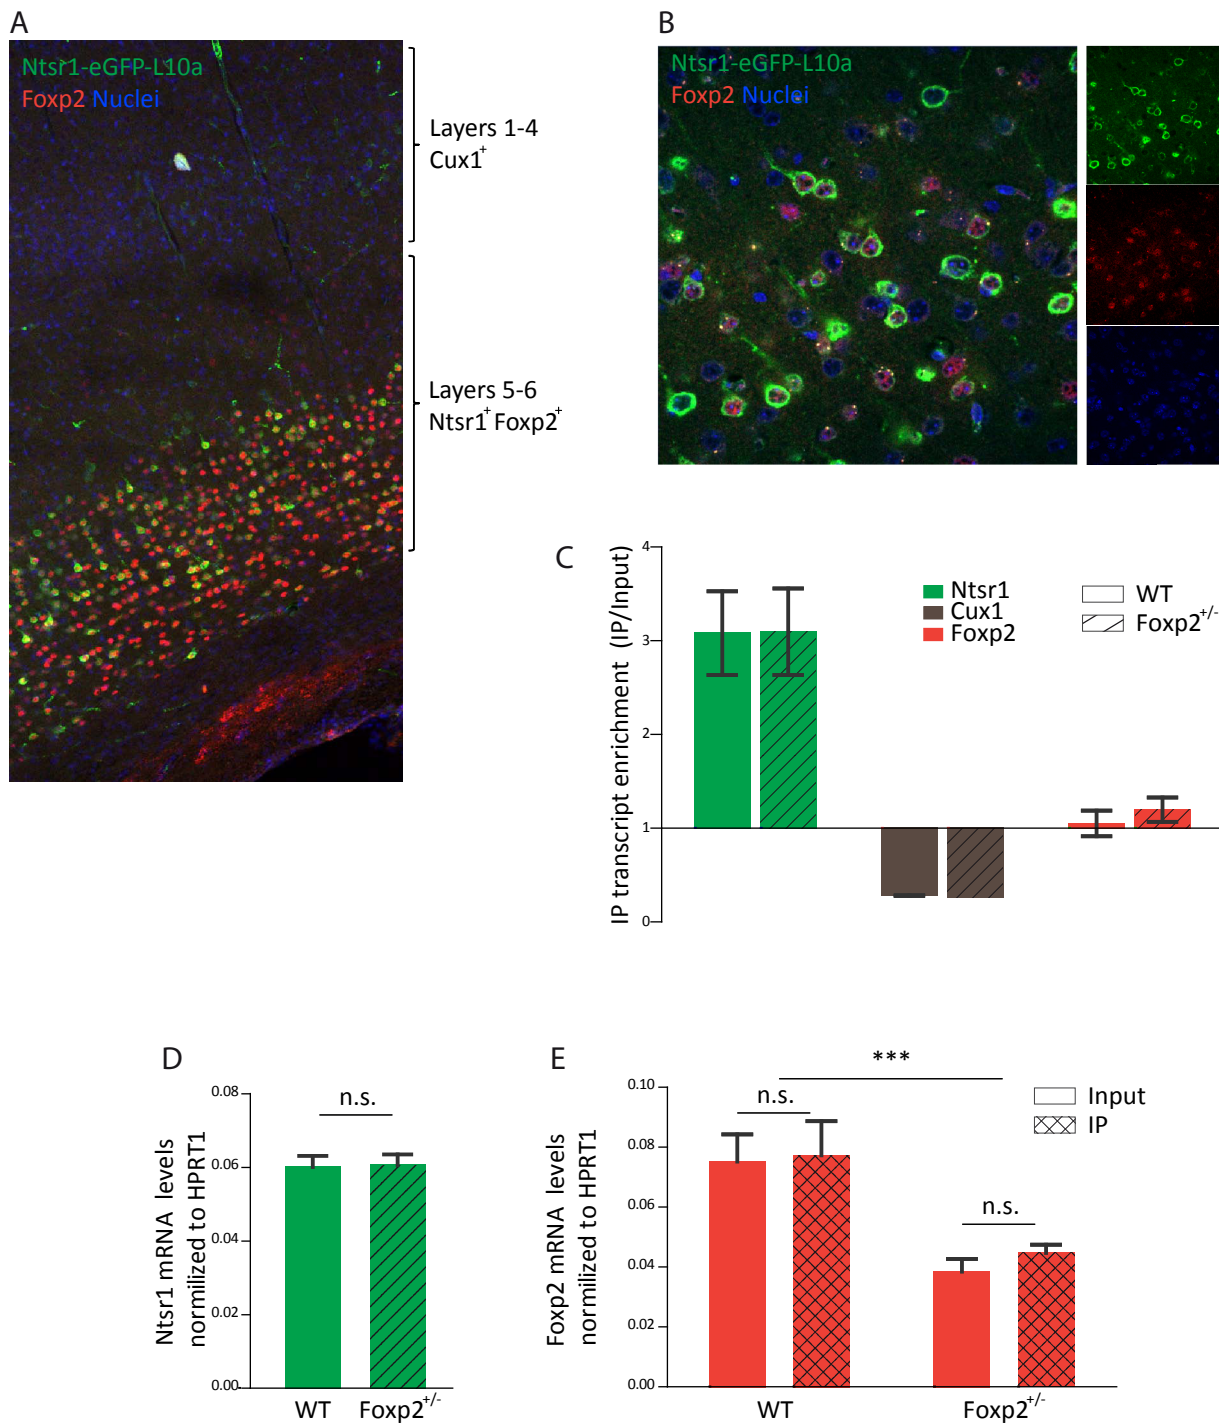 A
Ntsr1-eGFP-L10a
Foxp2 Nuclei
Layers 1-4
Cux1+
Layers 5-6
Ntsr1+ Foxp2+
B
Ntsr1-eGFP-L10a
Foxp2 Nuclei
C
IP transcript enrichment (IP/Input)
4
3
2
1
0
Ntsr1
Cux1
Foxp2
WT
Foxp2+/-
D
Ntsr1 mRNA levels
normilized to HPRT1
0.08
0.06
0.04
0.02
0.00
n.s.
WT
Foxp2+/-
E
Foxp2 mRNA levels
normilized to HPRT1
0.10
0.08
0.06
0.04
0.02
0.00
n.s.
***
n.s.
Input
IP
WT
Foxp2+/-